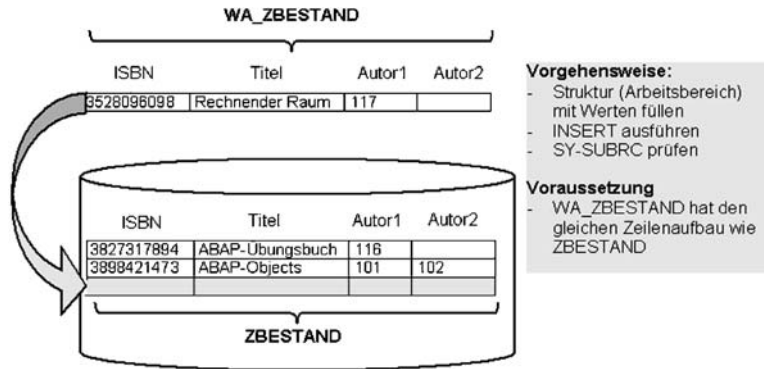 WA_ZBESTAND
ISBN Titel Autor1 Autor2
3528096098 Rechnender Raum 117
ISBN Titel Autor1 Autor2
3827317894 ABAP-Übungsbuch 116
3898421473 ABAP-Objects 101 102
ZBESTAND
Vorgehensweise:
- Struktur (Arbeitsbereich)
mit Werten füllen
- INSERT ausführen
- SY-SUBRC prüfen
Voraussetzung
- WA_ZBESTAND hat den
gleichen Zeilenaufbau wie
ZBESTAND